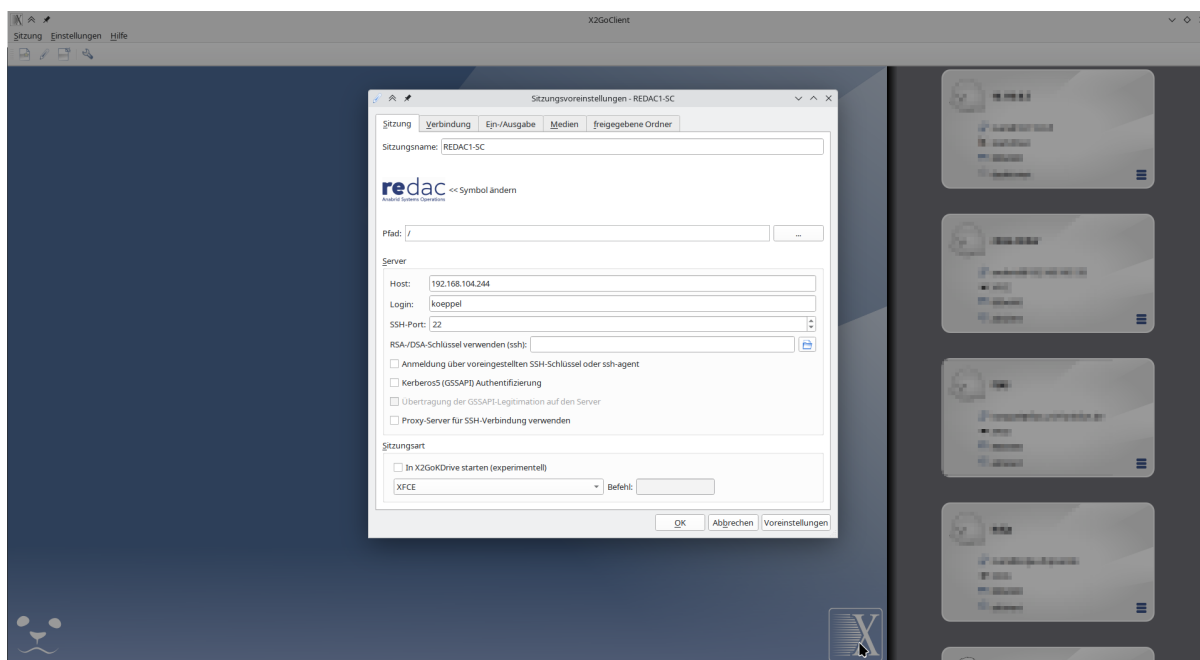 X2GoClient
Sitzung Einstellungen Hilfe
Sitzungsvoreinstellungen - REDAC1-SC
Sitzung Verbindung Ein-/Ausgabe Medien freigegebene Ordner
Sitzungsname: REDAC1-SC
redac << Symbol ändern
Anabrid Systems Operations
Pfad: / ...
Server
Host: 192.168.104.244
Login: koeppel
SSH-Port: 22
RSA-/DSA-Schlüssel verwenden (ssh):
Anmeldung über voreingestellten SSH-Schlüssel oder ssh-agent
Kerberos5 (GSSAPI) Authentifizierung
Übertragung der GSSAPI-Legitimation auf den Server
Proxy-Server für SSH-Verbindung verwenden
Sitzungsart
In X2GoKDrive starten (experimentell)
XFCE Befehl:
OK Abbrechen Voreinstellungen
X